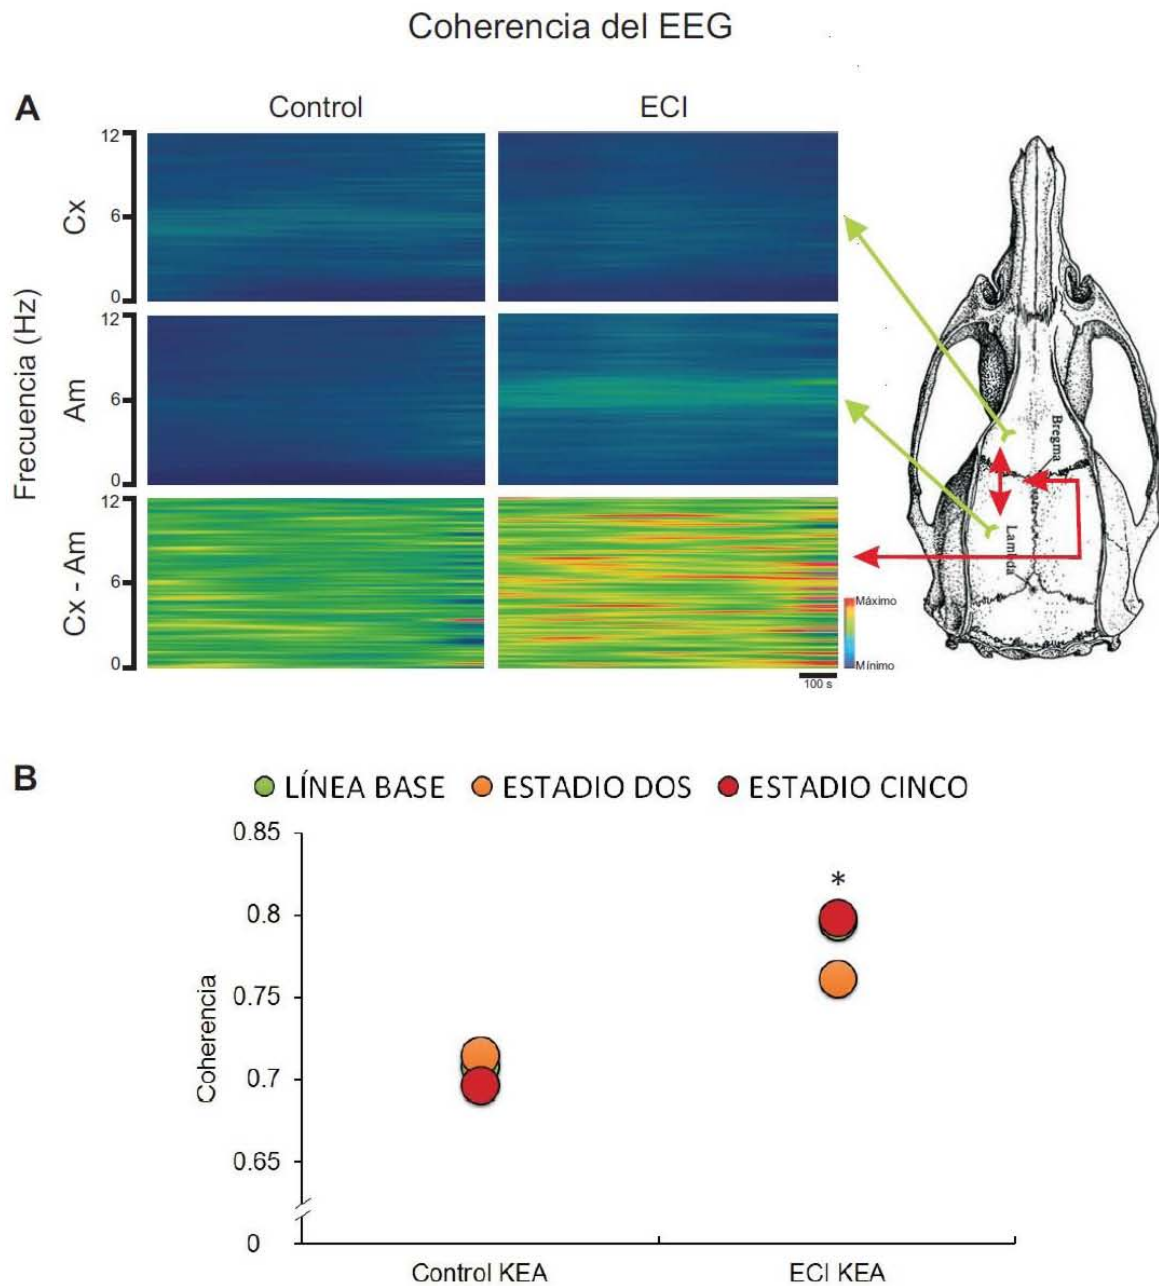 Coherencia del EEG
A
Control
ECI
Frecuencia (Hz)
Cx
12
6
0
Am
12
6
0
Cx - Am
12
6
0
Bregma
Lambda
Máximo
Mínimo
100 s
B
LÍNEA BASE ESTADIO DOS ESTADIO CINCO
Coherencia
0.85
*
0.8
0.75
0.7
0.65
0
Control KEA
ECI KEA